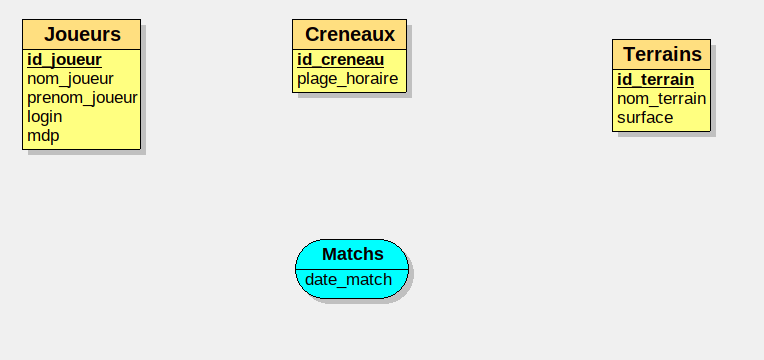 Joueurs
id_joueur
nom_joueur
prenom_joueur
login
mdp
Creneaux
id_creneau
plage_horaire
Terrains
id_terrain
nom_terrain
surface
Matchs
date_match